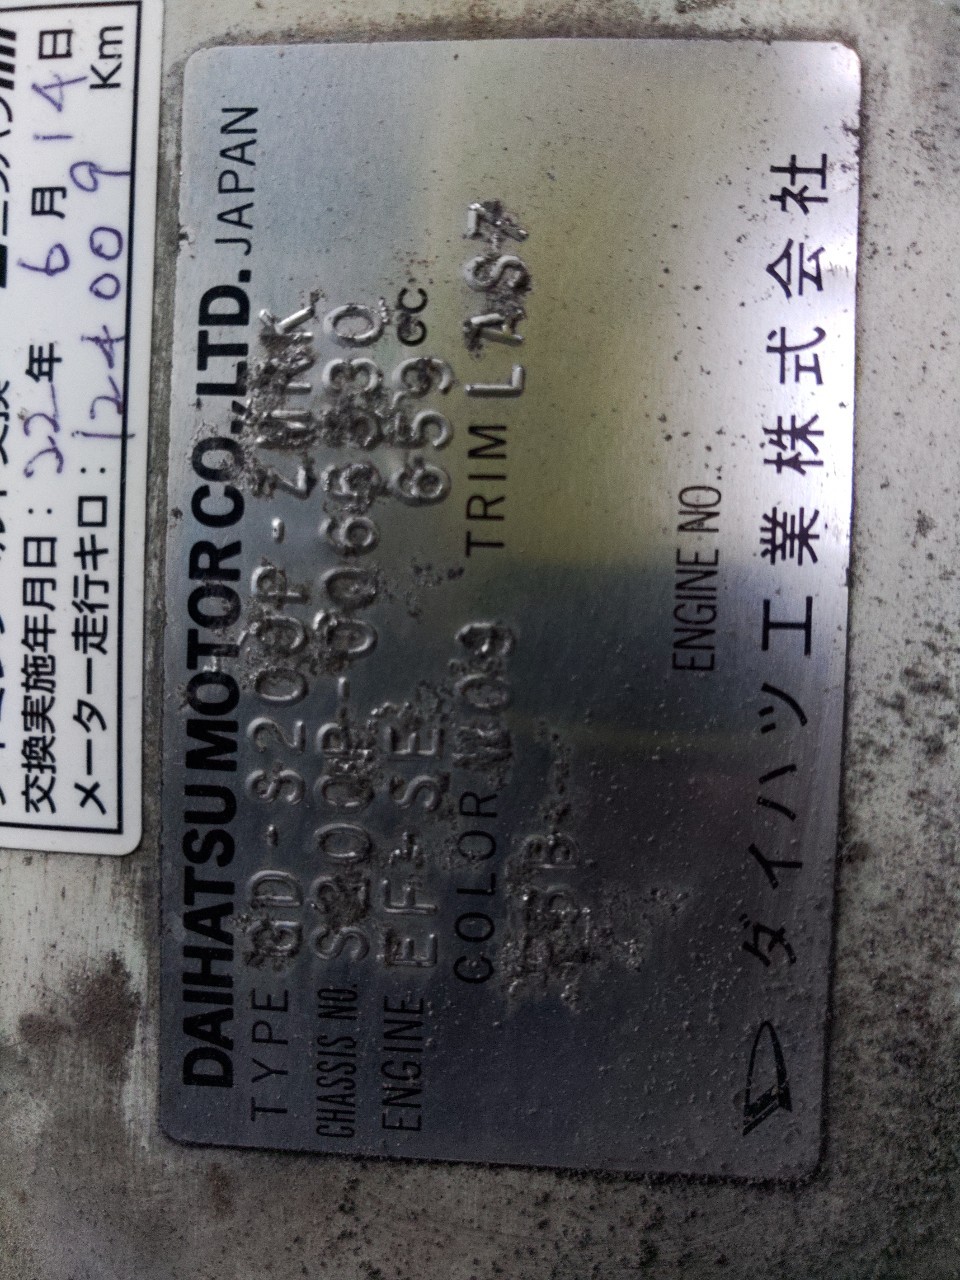 交換実施年月日:22年 6月 14日
メーター走行キロ:124009 Km
DAIHATSU MOTOR CO.,LTD. JAPAN
TYPE GD-S200P-ZMRK
CHASSIS NO. S200P-
ENGINE EF-SE 659 CC
COLOR W09 TRIM LAS7
ENGINE NO.
ダイハツ工業株式会社